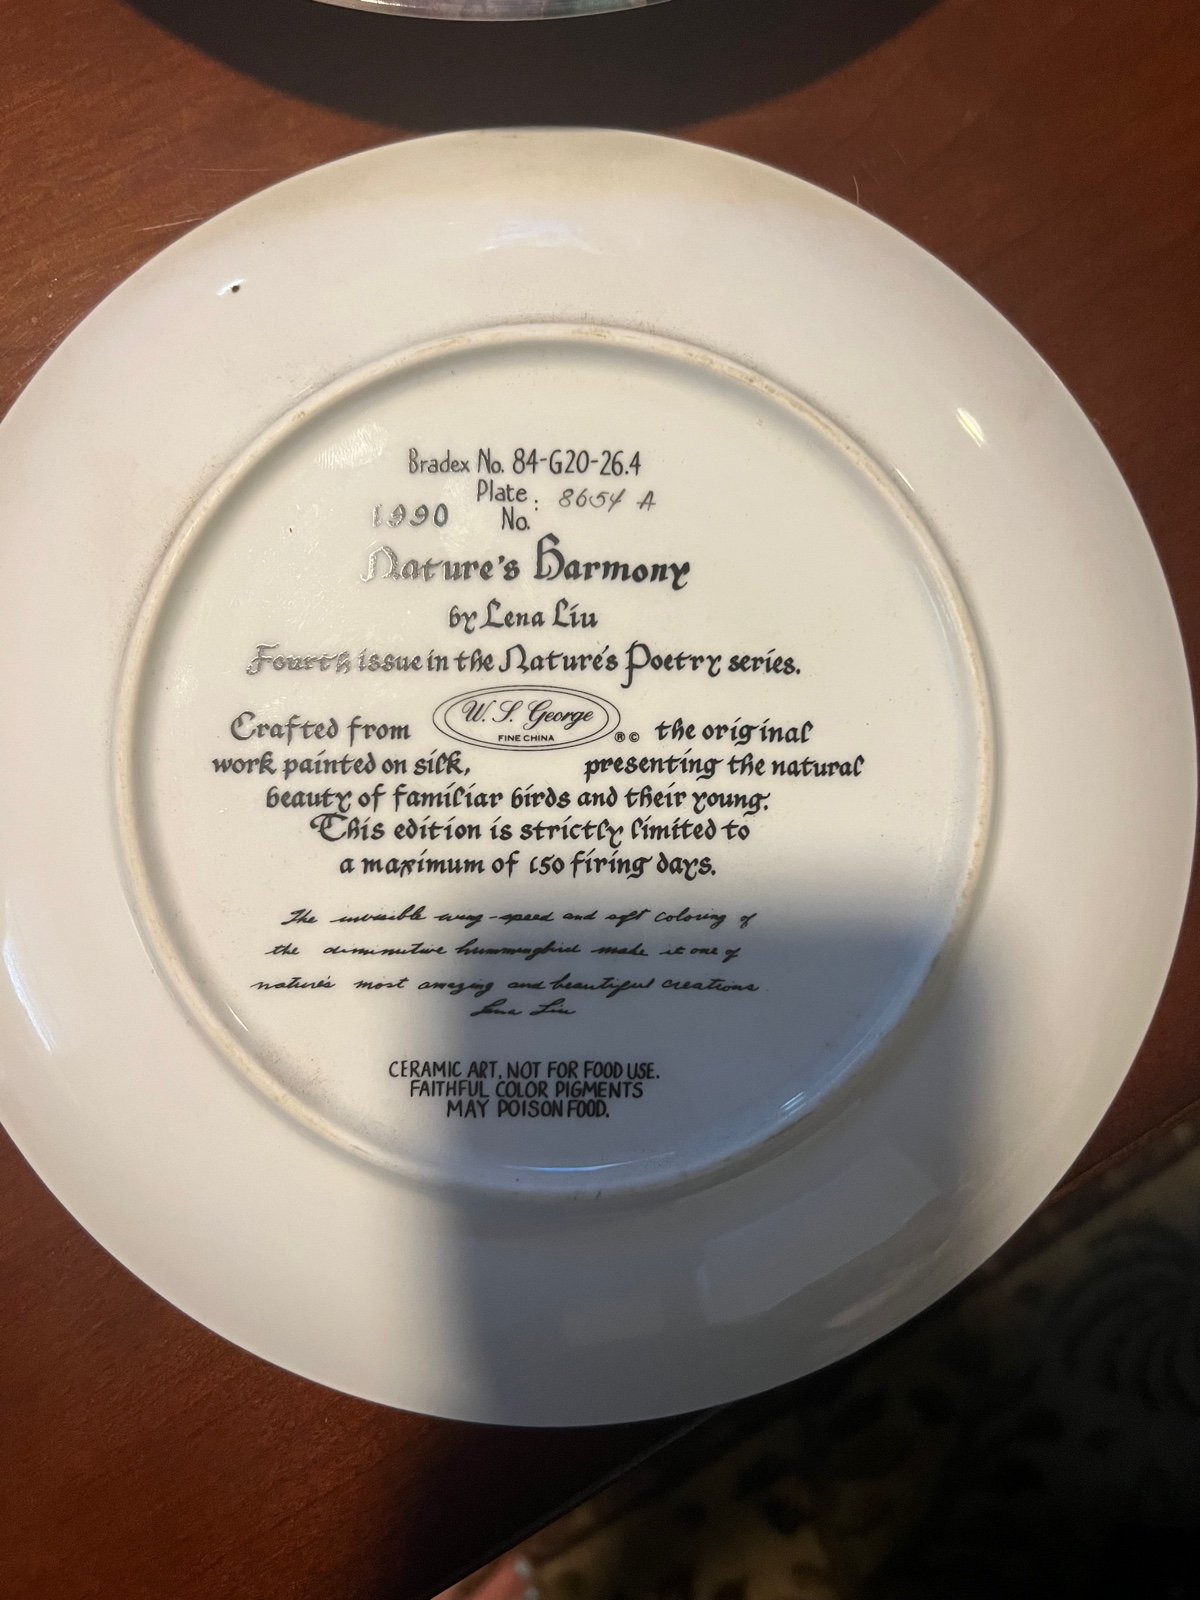 Bradex No. 84-G20-26.4
Plate No. : 8654 A
1990
Nature's Harmony
by Lena Liu
Fourth issue in the Nature's Poetry series.
Crafted from W. S. George FINE CHINA ®© the original
work painted on silk, presenting the natural
beauty of familiar birds and their young.
This edition is strictly limited to
a maximum of 150 firing days.
The invisible wing-speed and soft coloring of
the diminutive hummingbird make it one of
nature's most amazing and beautiful creations.
Lena Liu
CERAMIC ART, NOT FOR FOOD USE.
FAITHFUL COLOR PIGMENTS
MAY POISON FOOD.